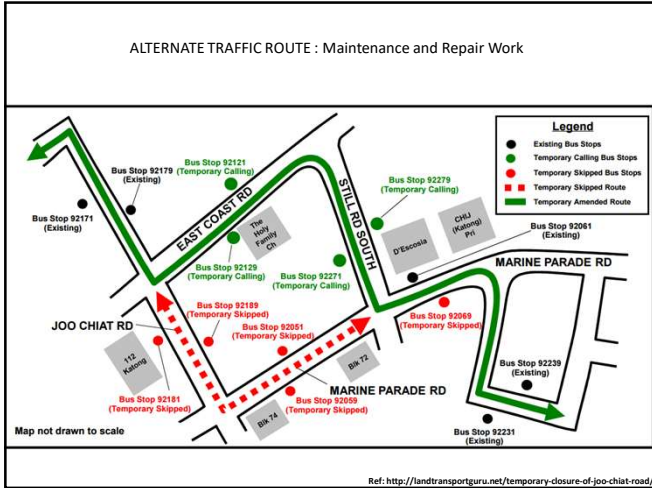 ALTERNATE TRAFFIC ROUTE : Maintenance and Repair Work
Legend
Existing Bus Stops
Temporary Calling Bus Stops
Temporary Skipped Bus Stops
Temporary Skipped Route
Temporary Amended Route
Bus Stop 92121
(Temporary Calling)
Bus Stop 92179
(Existing)
Bus Stop 92171
(Existing)
EAST COAST RD
The
Holy
Family
Ch
STILL RD SOUTH
Bus Stop 92279
(Temporary Calling)
D'Escosia
CHIJ
(Katong)
Pri
Bus Stop 92061
(Existing)
MARINE PARADE RD
Bus Stop 92129
(Temporary Calling)
Bus Stop 92271
(Temporary Calling)
Bus Stop 92189
(Temporary Skipped)
JOO CHIAT RD
Bus Stop 92051
(Temporary Skipped)
Bus Stop 92069
(Temporary Skipped)
112
Katong
Blk 72
MARINE PARADE RD
Bus Stop 92239
(Existing)
Bus Stop 92181
(Temporary Skipped)
Bus Stop 92059
(Temporary Skipped)
Blk 74
Bus Stop 92231
(Existing)
Map not drawn to scale
Ref: http://landtransportguru.net/temporary-closure-of-joo-chiat-road/